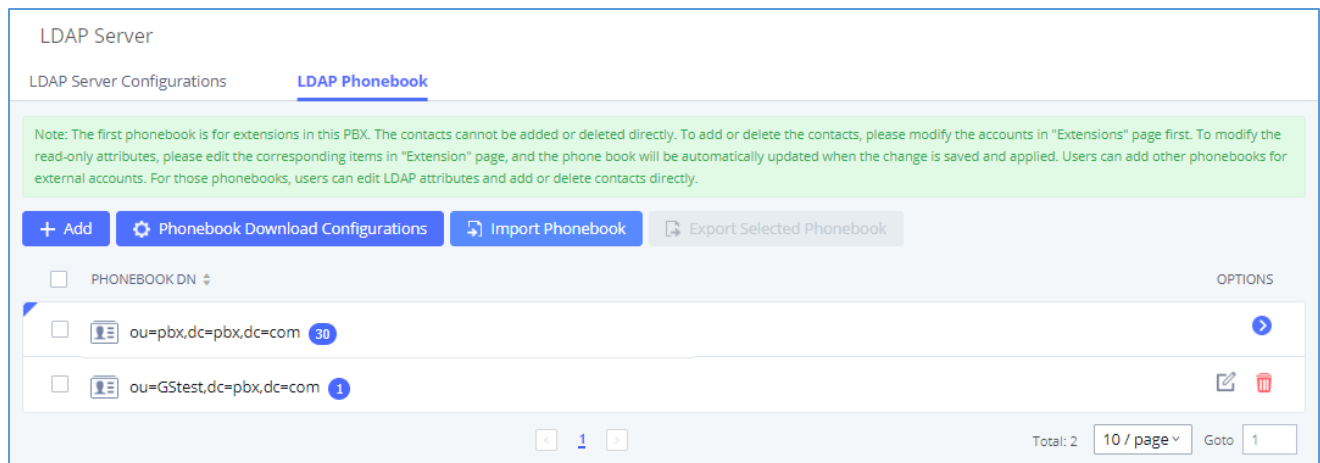 LDAP Server
LDAP Server Configurations LDAP Phonebook
Note: The first phonebook is for extensions in this PBX. The contacts cannot be added or deleted directly. To add or delete the contacts, please modify the accounts in "Extensions" page first. To modify the
read-only attributes, please edit the corresponding items in "Extension" page, and the phone book will be automatically updated when the change is saved and applied. Users can add other phonebooks for
external accounts. For those phonebooks, users can edit LDAP attributes and add or delete contacts directly.
+ Add Phonebook Download Configurations Import Phonebook Export Selected Phonebook
PHONEBOOK DN OPTIONS
ou=pbx,dc=pbx,dc=com 30
ou=GStest,dc=pbx,dc=com 1
< 1 > Total: 2 10 / page Goto 1